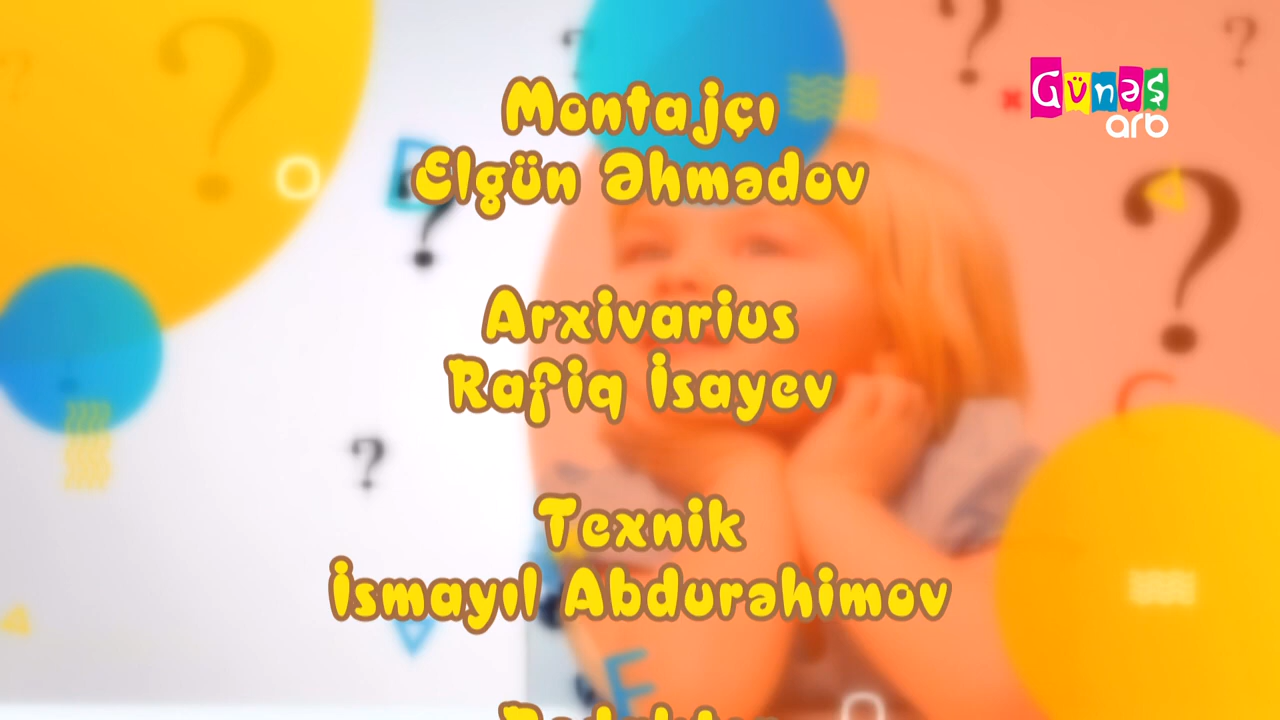 Günəş
arb
Montajçı
Elgün Əhmədov
Arxivarius
Rafiq İsayev
Texnik
İsmayıl Abdurəhimov